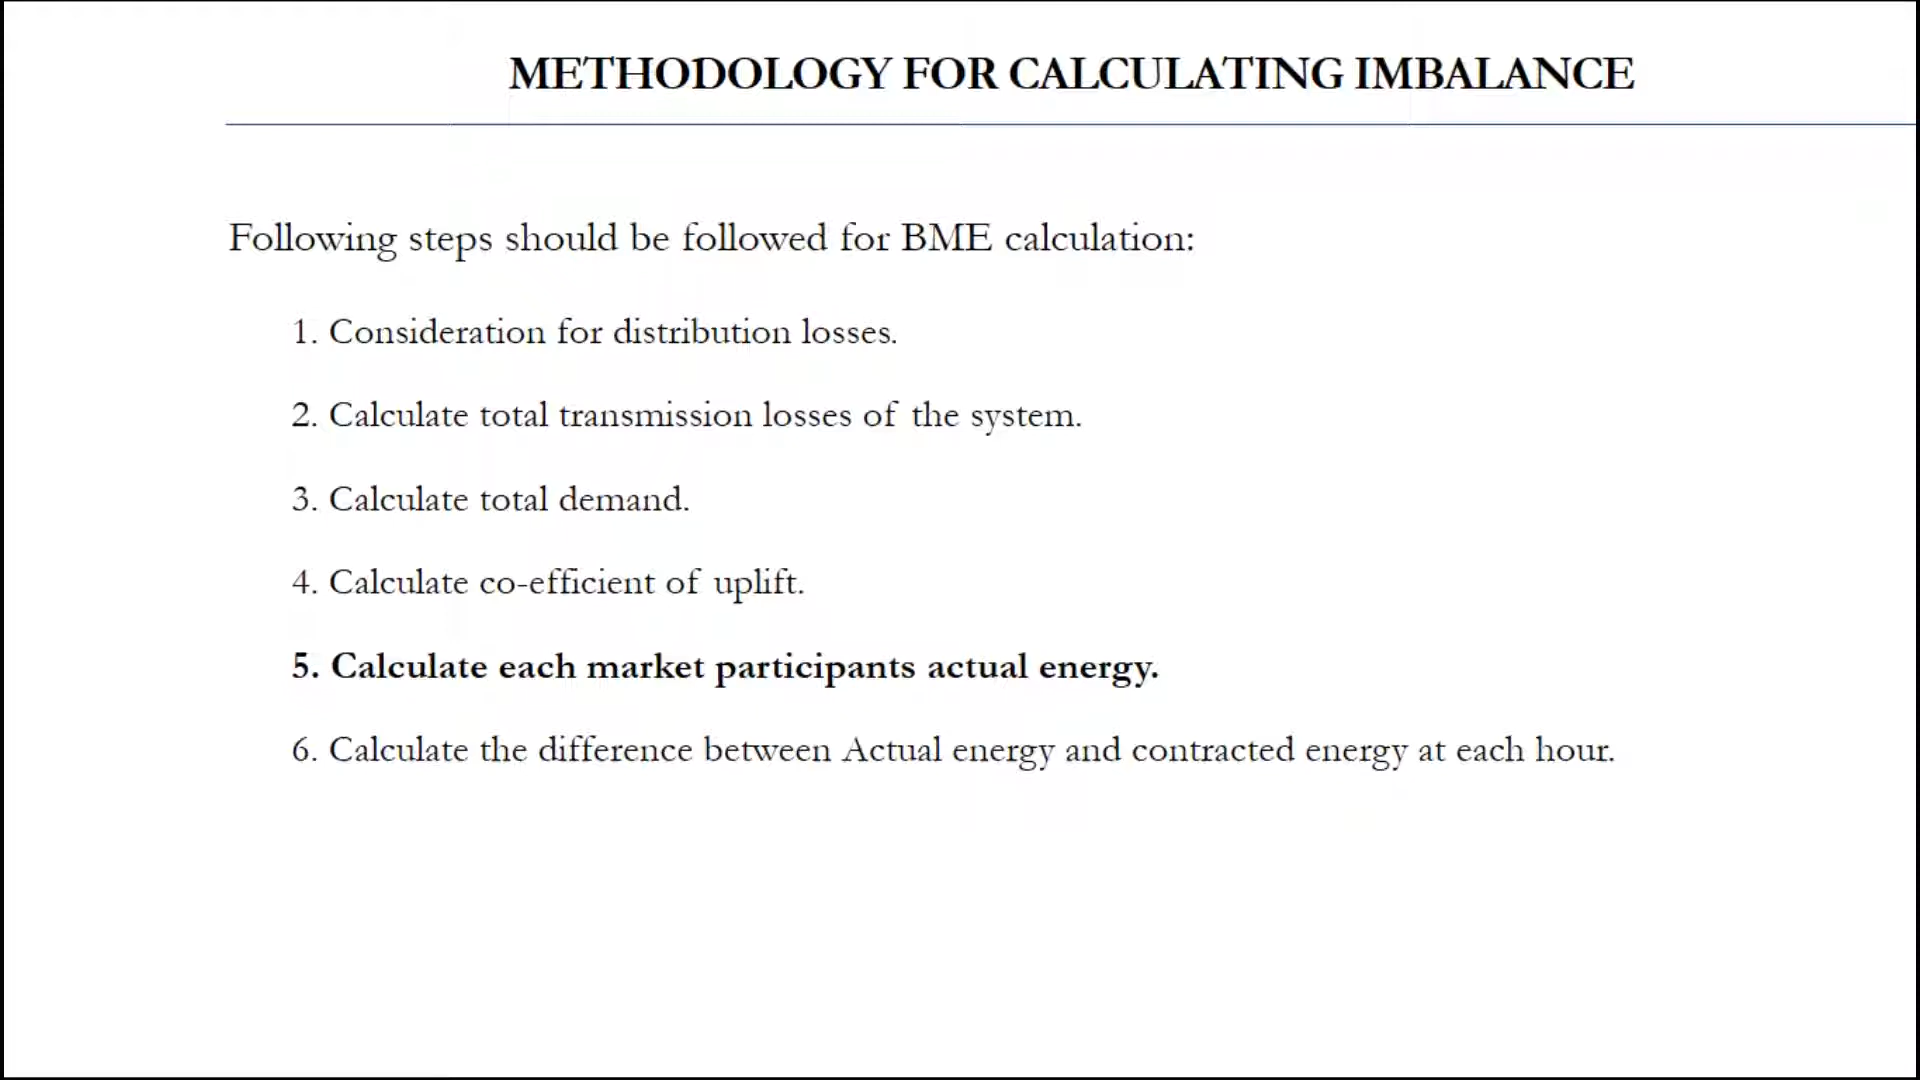 METHODOLOGY FOR CALCULATING IMBALANCE
Following steps should be followed for BME calculation:
1. Consideration for distribution losses.
2. Calculate total transmission losses of the system.
3. Calculate total demand.
4. Calculate co-efficient of uplift.
5. Calculate each market participants actual energy.
6. Calculate the difference between Actual energy and contracted energy at each hour.